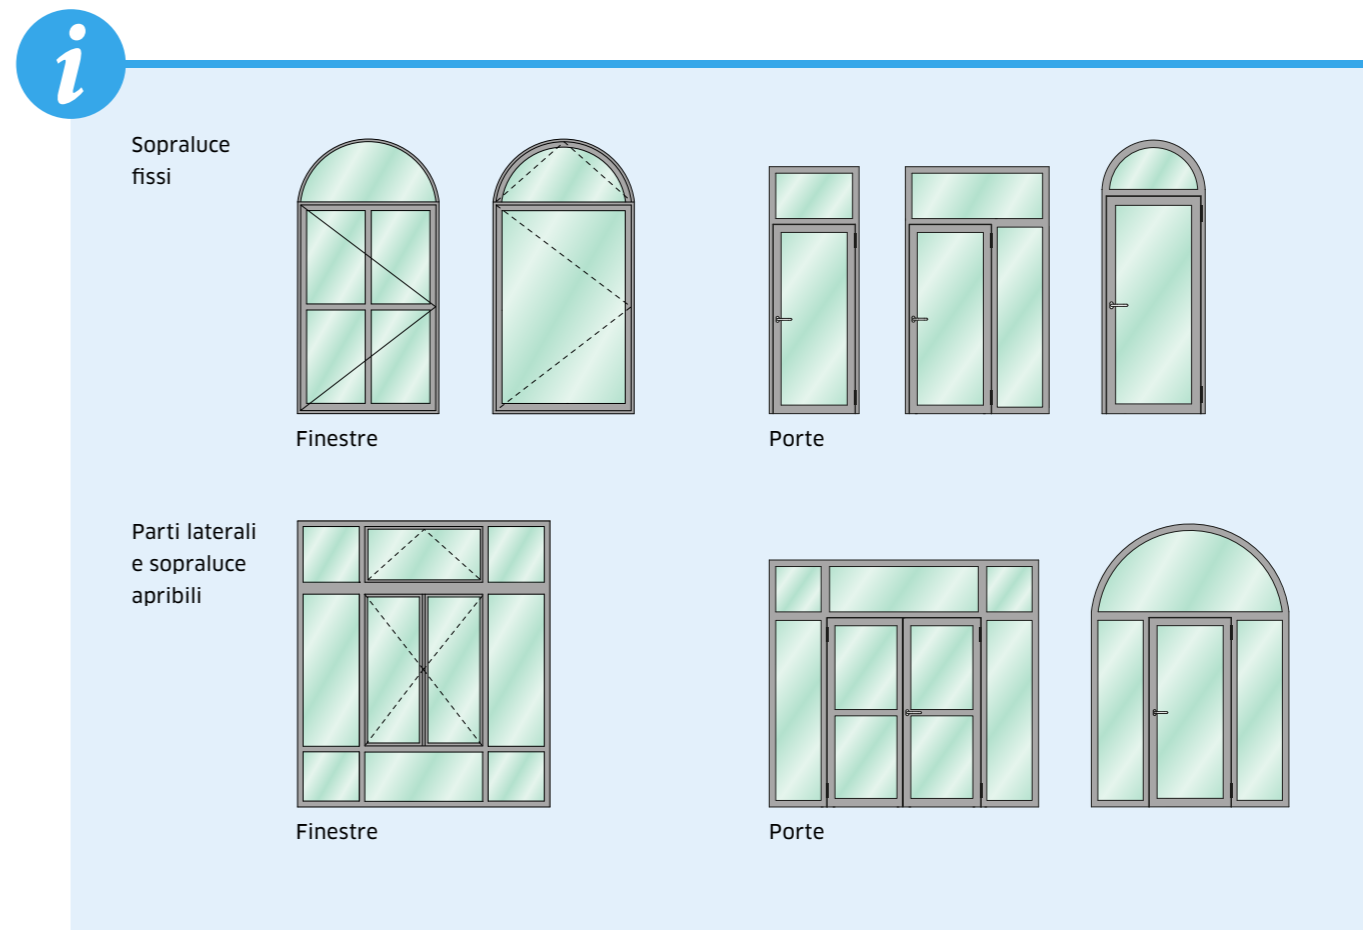 i
Sopraluce
fissi
Finestre
Porte
Parti laterali
e sopraluce
apribili
Finestre
Porte